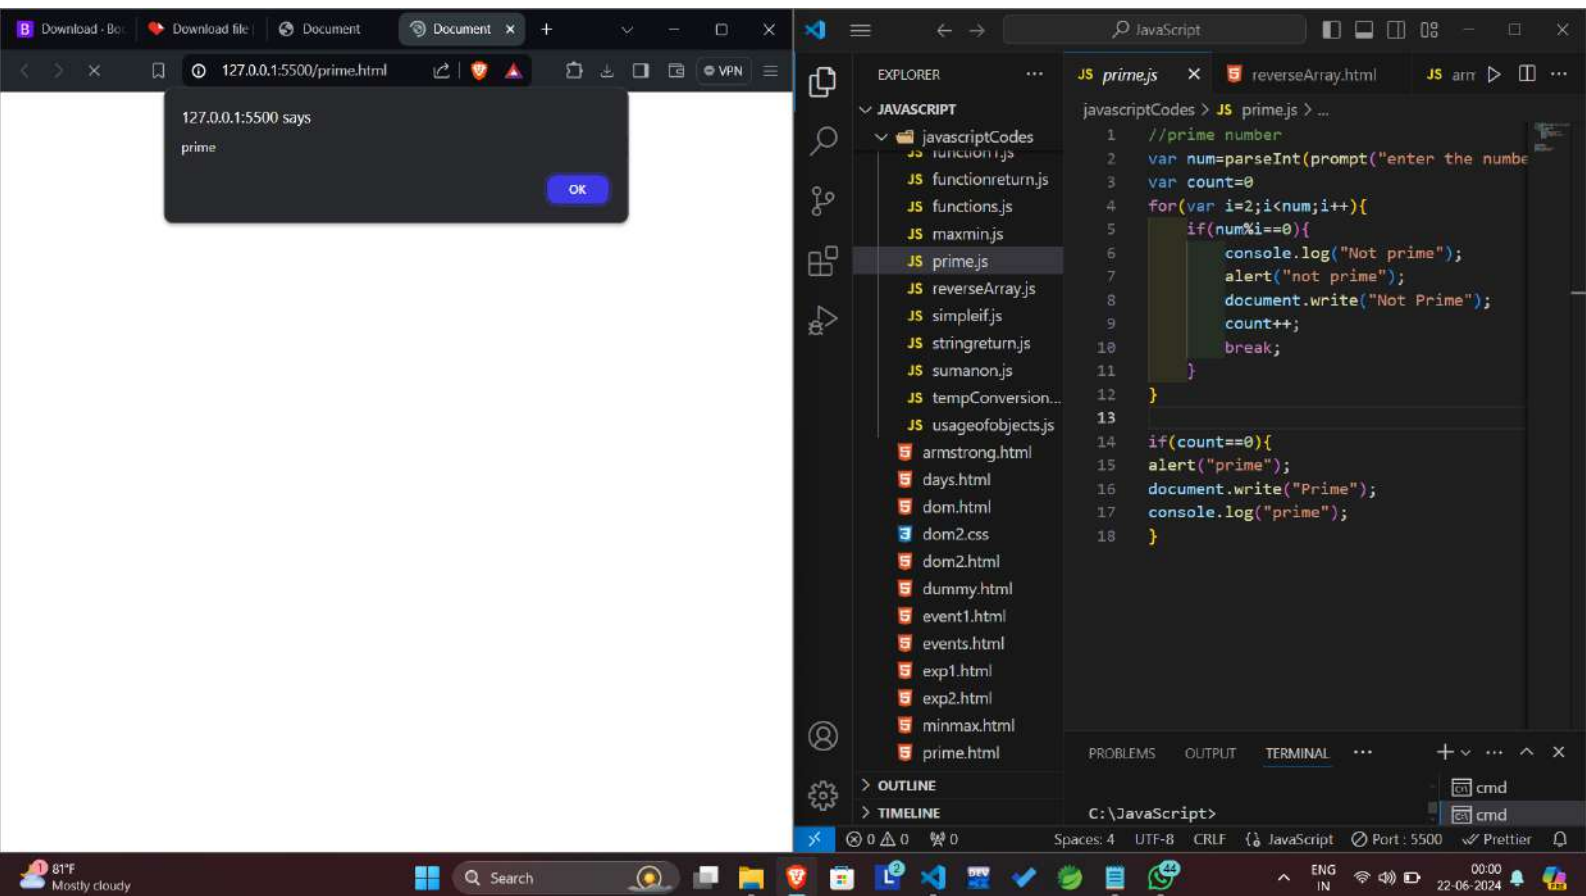 Download - Bo
Download file
Document
Document
127.0.0.1:5500/prime.html
VPN
127.0.0.1:5500 says
prime
OK
JavaScript
EXPLORER
JAVASCRIPT
javascriptCodes
function1.js
functionreturn.js
functions.js
maxmin.js
prime.js
reverseArray.js
simpleif.js
stringreturn.js
sumanon.js
tempConversion...
usageofobjects.js
armstrong.html
days.html
dom.html
dom2.css
dom2.html
dummy.html
event1.html
events.html
exp1.html
exp2.html
minmax.html
prime.html
OUTLINE
TIMELINE
JS prime.js
reverseArray.html
JS arm
javascriptCodes > JS prime.js > ...
1 //prime number
2 var num=parseInt(prompt("enter the numbe
3 var count=0
4 for(var i=2;i<num;i++){
5 if(num%i==0){
6 console.log("Not prime");
7 alert("not prime");
8 document.write("Not Prime");
9 count++;
10 break;
11 }
12 }
13
14 if(count==0){
15 alert("prime");
16 document.write("Prime");
17 console.log("prime");
18 }
PROBLEMS OUTPUT TERMINAL ...
cmd
C:\JavaScript>
cmd
0 0 0 Spaces: 4 UTF-8 CRLF JavaScript Port : 5500 Prettier
81°F
Mostly cloudy
Search
44
ENG
IN
00:00
22-06-2024